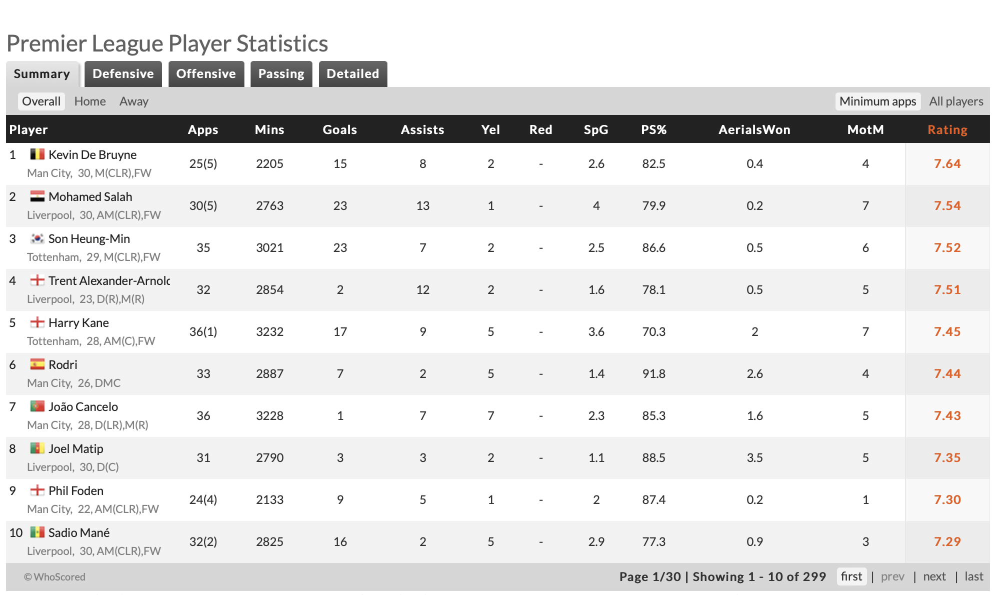 Premier League Player Statistics
Summary Defensive Offensive Passing Detailed
Overall Home Away Minimum apps All players
Player Apps Mins Goals Assists Yel Red SpG PS% AerialsWon MotM Rating
1 Kevin De Bruyne
Man City, 30, M(CLR),FW 25(5) 2205 15 8 2 - 2.6 82.5 0.4 4 7.64
2 Mohamed Salah
Liverpool, 30, AM(CLR),FW 30(5) 2763 23 13 1 - 4 79.9 0.2 7 7.54
3 Son Heung-Min
Tottenham, 29, M(CLR),FW 35 3021 23 7 2 - 2.5 86.6 0.5 6 7.52
4 Trent Alexander-Arnold
Liverpool, 23, D(R),M(R) 32 2854 2 12 2 - 1.6 78.1 0.5 5 7.51
5 Harry Kane
Tottenham, 28, AM(C),FW 36(1) 3232 17 9 5 - 3.6 70.3 2 7 7.45
6 Rodri
Man City, 26, DMC 33 2887 7 2 5 - 1.4 91.8 2.6 4 7.44
7 João Cancelo
Man City, 28, D(LR),M(R) 36 3228 1 7 7 - 2.3 85.3 1.6 5 7.43
8 Joel Matip
Liverpool, 30, D(C) 31 2790 3 3 2 - 1.1 88.5 3.5 5 7.35
9 Phil Foden
Man City, 22, AM(CLR),FW 24(4) 2133 9 5 1 - 2 87.4 0.2 1 7.30
10 Sadio Mané
Liverpool, 30, AM(CLR),FW 32(2) 2825 16 2 5 - 2.9 77.3 0.9 3 7.29
© WhoScored Page 1/30 | Showing 1 - 10 of 299 first | prev | next | last